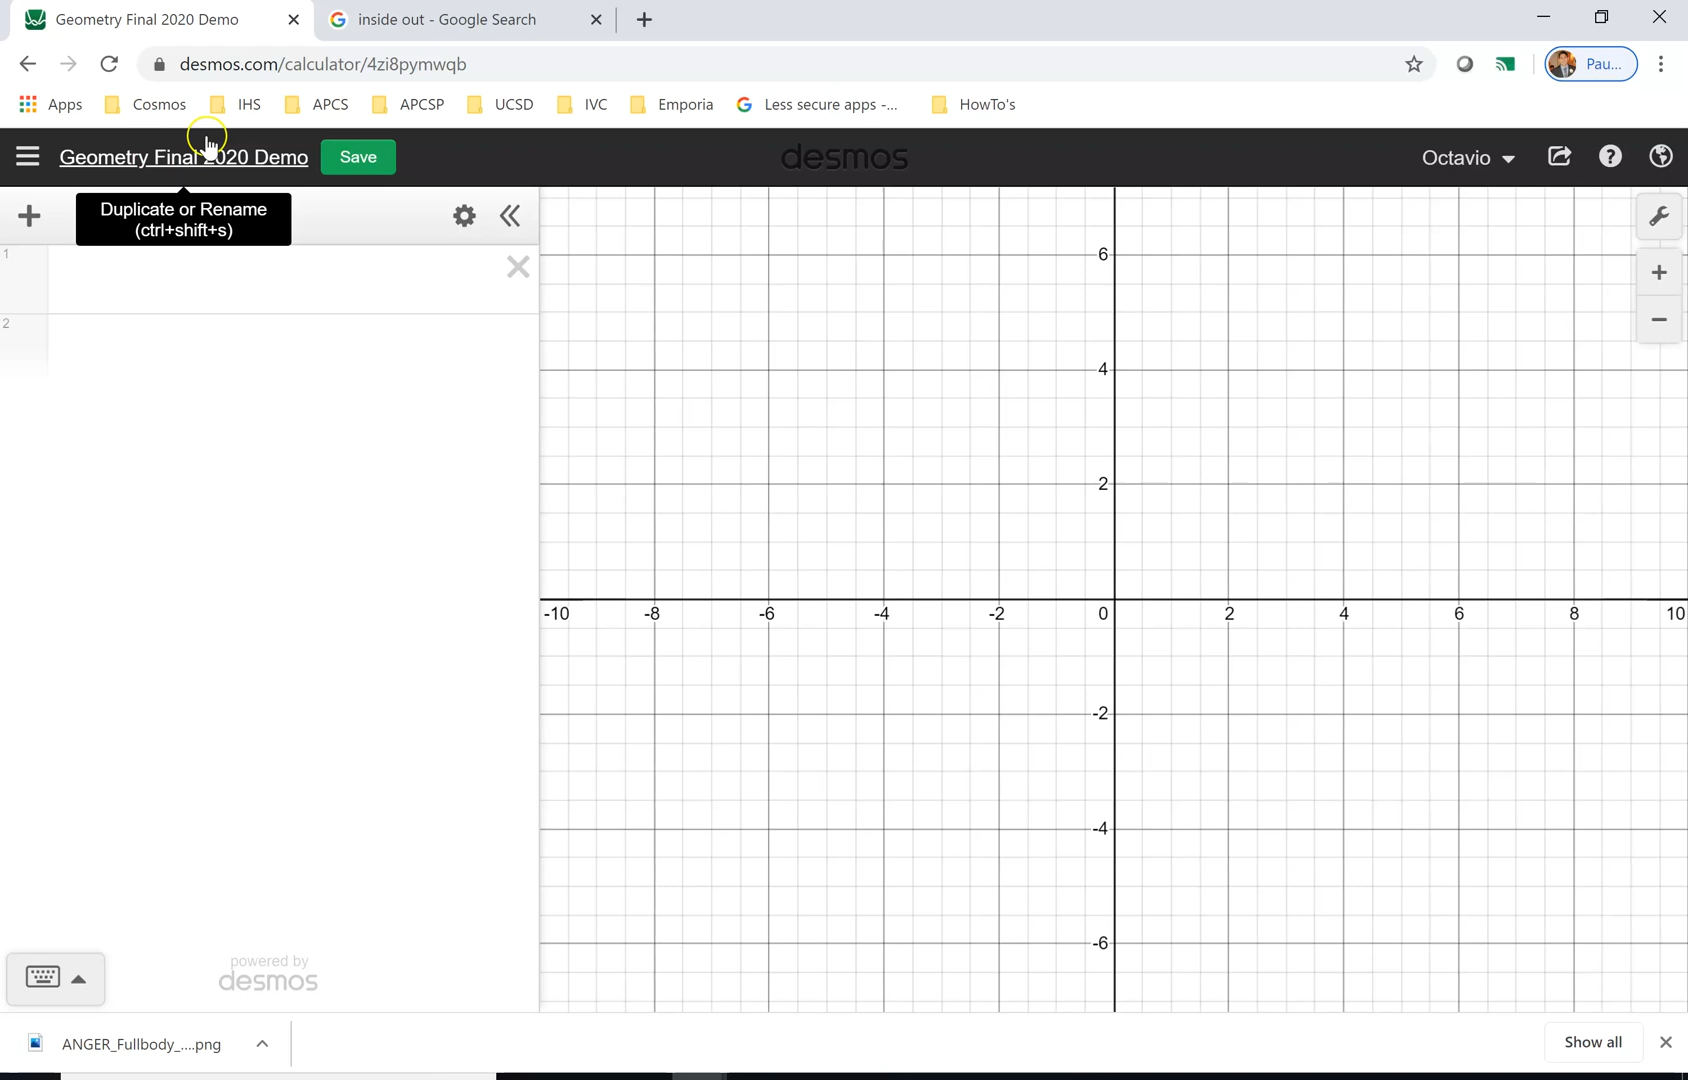 Geometry Final 2020 Demo
inside out - Google Search
desmos.com/calculator/4zi8pymwqb
Pau...
Apps
Cosmos
IHS
APCS
APCSP
UCSD
IVC
Emporia
Less secure apps -...
HowTo's
Geometry Final 2020 Demo
Save
desmos
Octavio
Duplicate or Rename
(ctrl+shift+s)
1
2
6
4
2
-10 -8 -6 -4 -2 0 2 4 6 8 10
-2
-4
-6
powered by
desmos
ANGER_Fullbody_....png
Show all